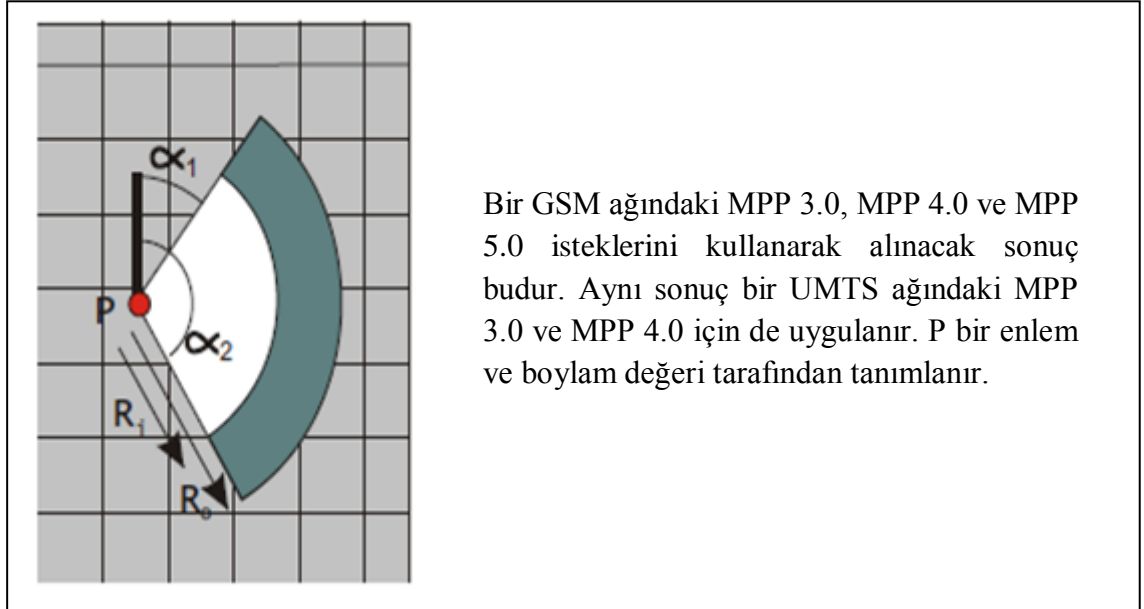 α₁
P
α₂
Rᵢ
Rₒ
Bir GSM ağındaki MPP 3.0, MPP 4.0 ve MPP
5.0 isteklerini kullanarak alınacak sonuç
budur. Aynı sonuç bir UMTS ağındaki MPP
3.0 ve MPP 4.0 için de uygulanır. P bir enlem
ve boylam değeri tarafından tanımlanır.